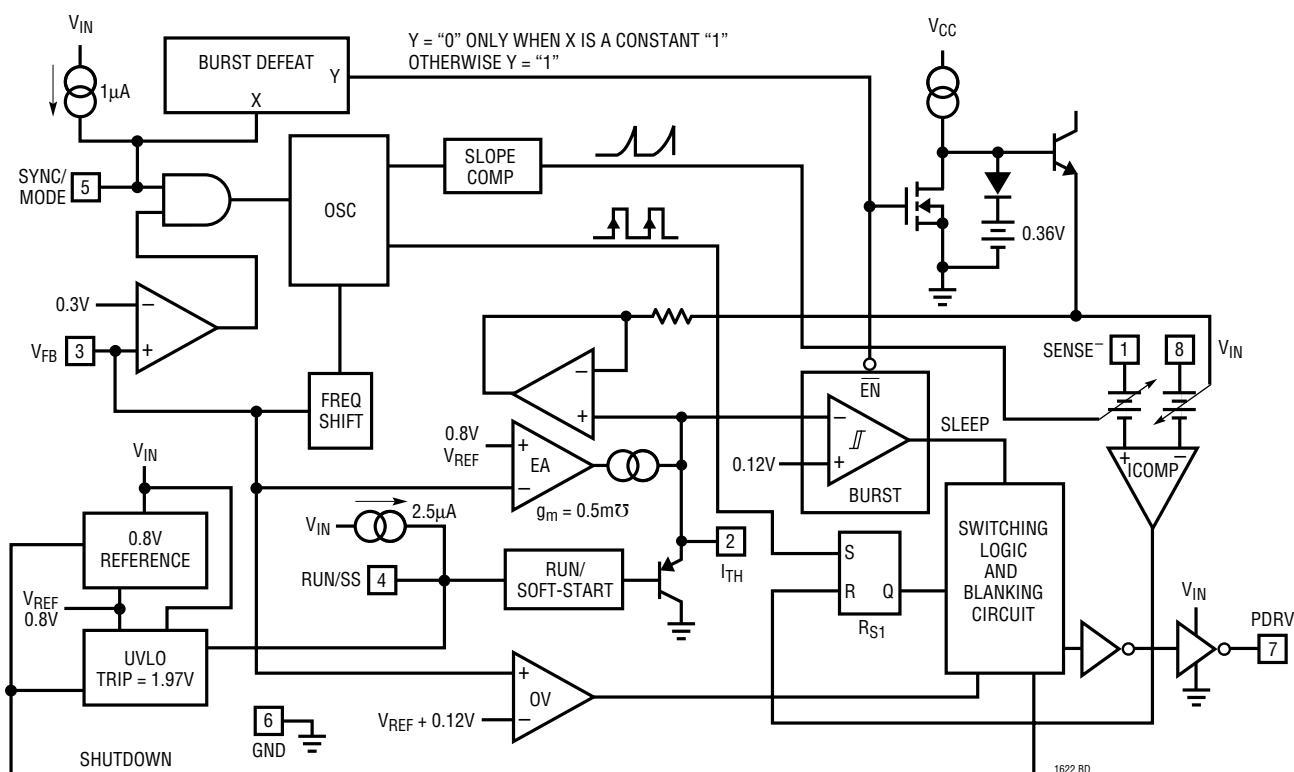 VIN
1µA
BURST DEFEAT
Y
X
Y = “0” ONLY WHEN X IS A CONSTANT “1”
OTHERWISE Y = “1”
VCC
SYNC/
MODE
5
OSC
SLOPE
COMP
0.36V
0.3V
−
+
VFB
3
FREQ
SHIFT
−
+
EN
−
+
0.12V
BURST
SLEEP
SENSE−
1
8
VIN
+
−
ICOMP
0.8V
VREF
+
−
EA
gm = 0.5m℧
VIN
0.8V
REFERENCE
VREF
0.8V
UVLO
TRIP = 1.97V
VIN
2.5µA
RUN/SS
4
RUN/
SOFT-START
2
ITH
S
R
Q
RS1
SWITCHING
LOGIC
AND
BLANKING
CIRCUIT
VIN
PDRV
7
+
−
OV
VREF + 0.12V
6
GND
SHUTDOWN
1622 BD